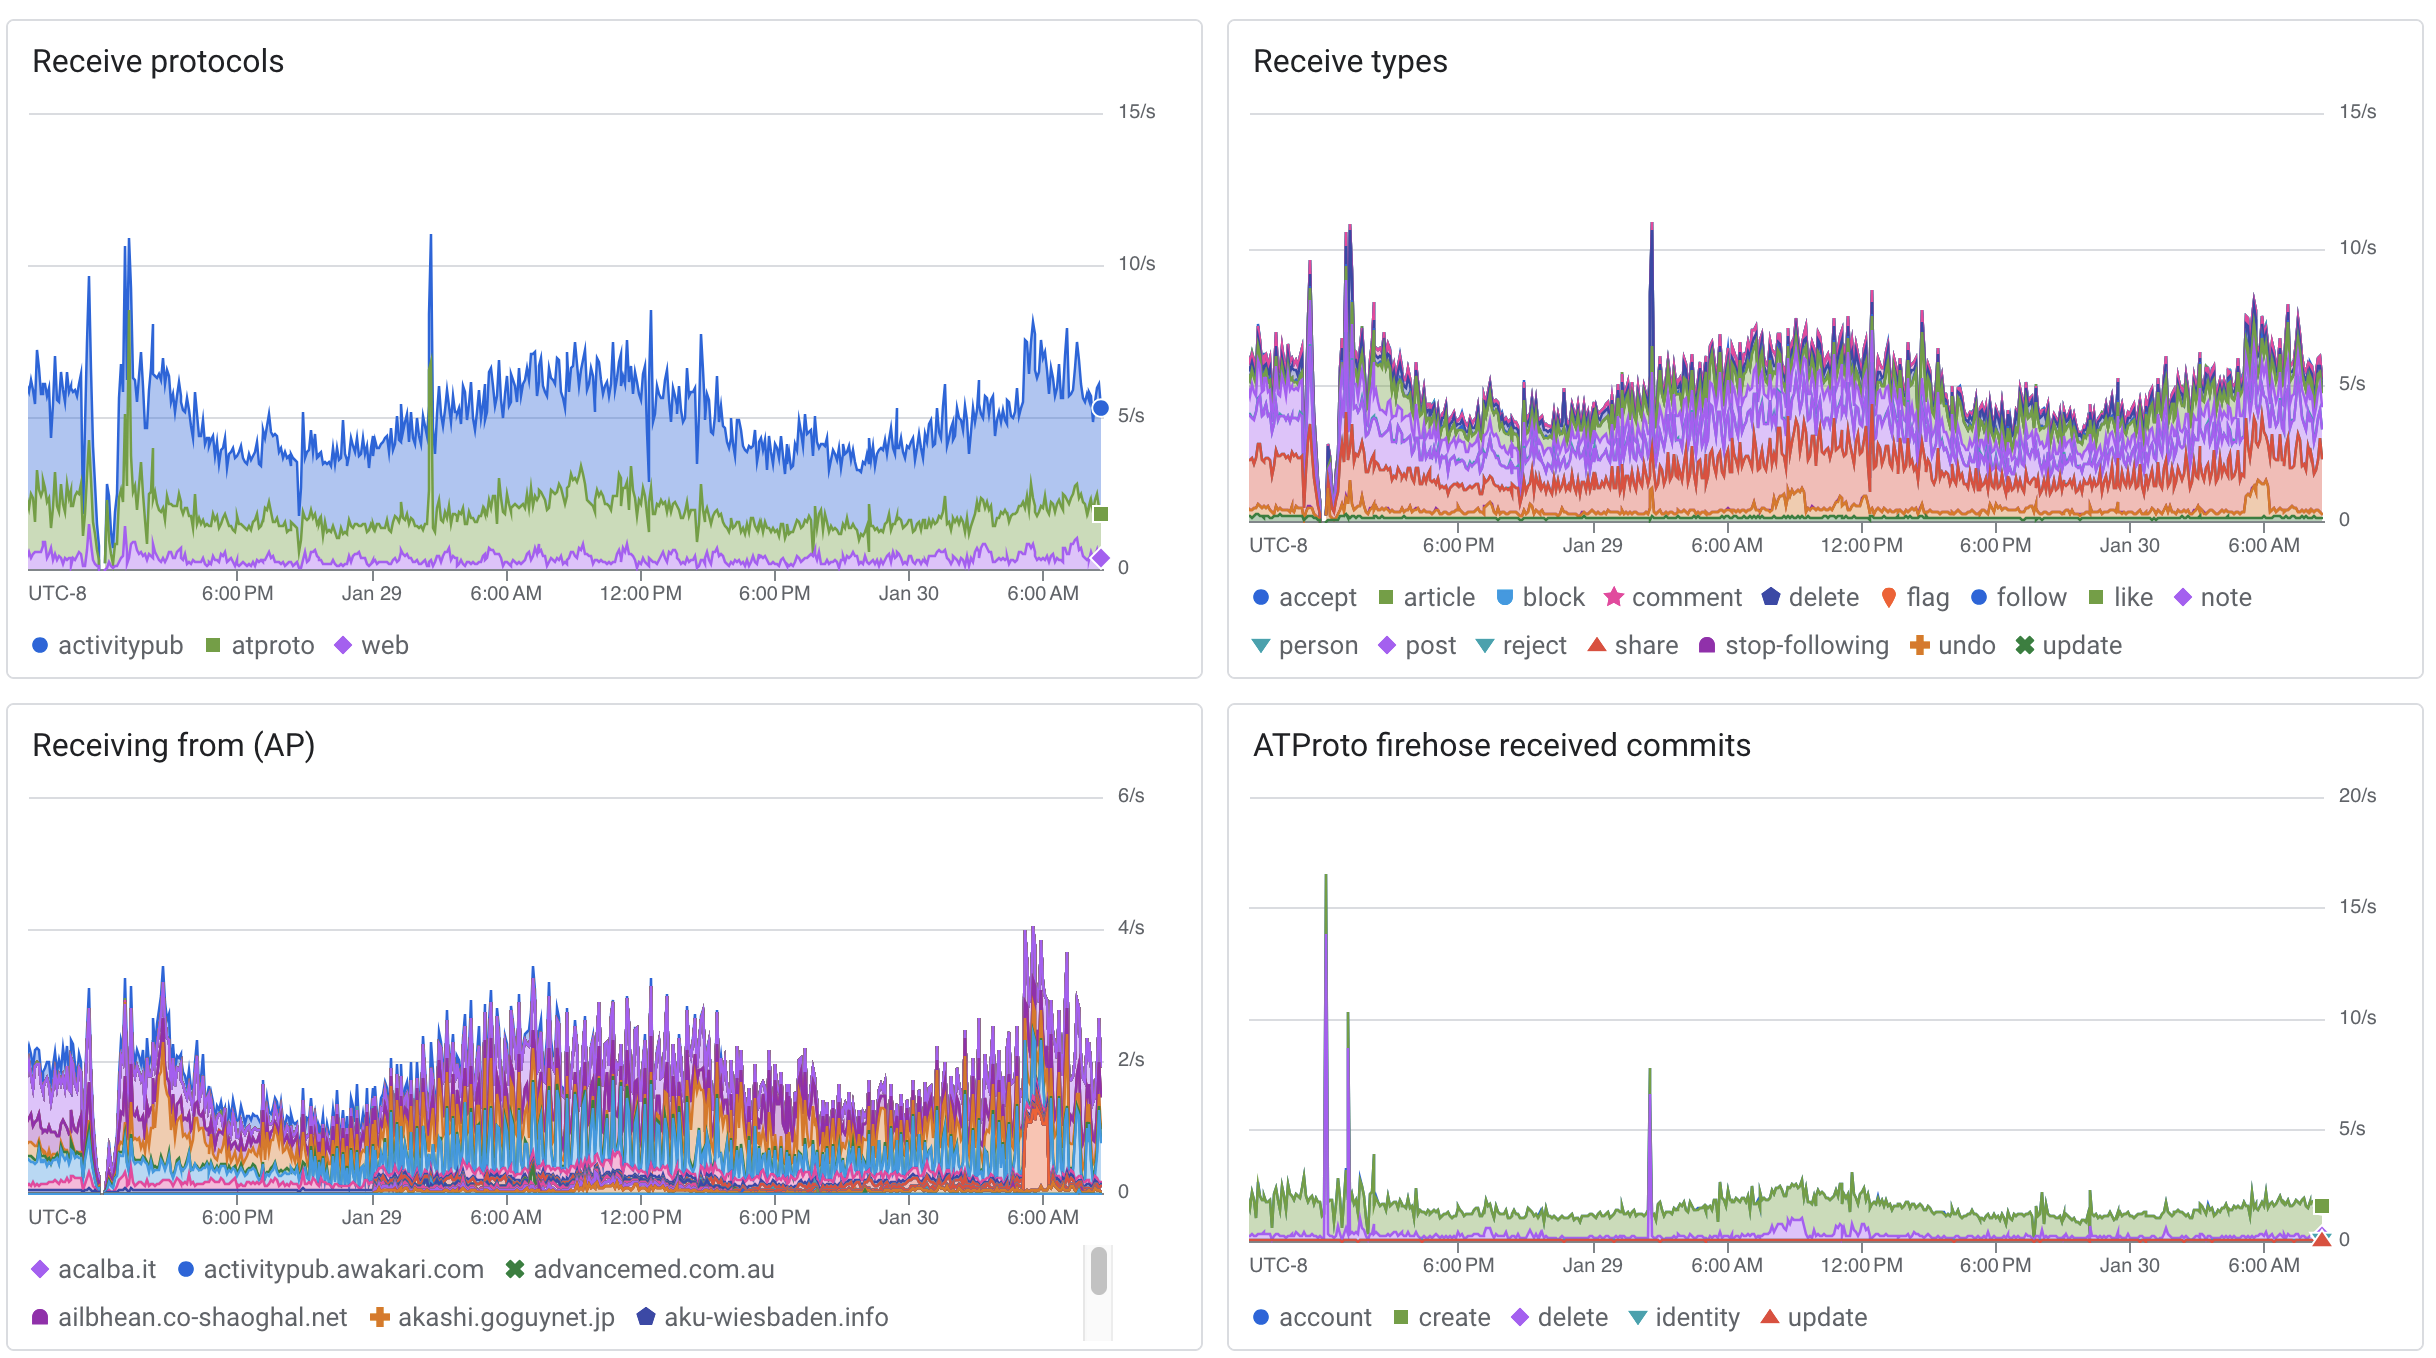 Receive protocols
15/s
10/s
5/s
0
UTC-8 6:00 PM Jan 29 6:00 AM 12:00 PM 6:00 PM Jan 30 6:00 AM
activitypub atproto web
Receive types
15/s
10/s
5/s
0
UTC-8 6:00 PM Jan 29 6:00 AM 12:00 PM 6:00 PM Jan 30 6:00 AM
accept article block comment delete flag follow like note
person post reject share stop-following undo update
Receiving from (AP)
6/s
4/s
2/s
0
UTC-8 6:00 PM Jan 29 6:00 AM 12:00 PM 6:00 PM Jan 30 6:00 AM
acalba.it activitypub.awakari.com advancemed.com.au
ailbhean.co-shaoghal.net akashi.goguynet.jp aku-wiesbaden.info
ATProto firehose received commits
20/s
15/s
10/s
5/s
0
UTC-8 6:00 PM Jan 29 6:00 AM 12:00 PM 6:00 PM Jan 30 6:00 AM
account create delete identity update